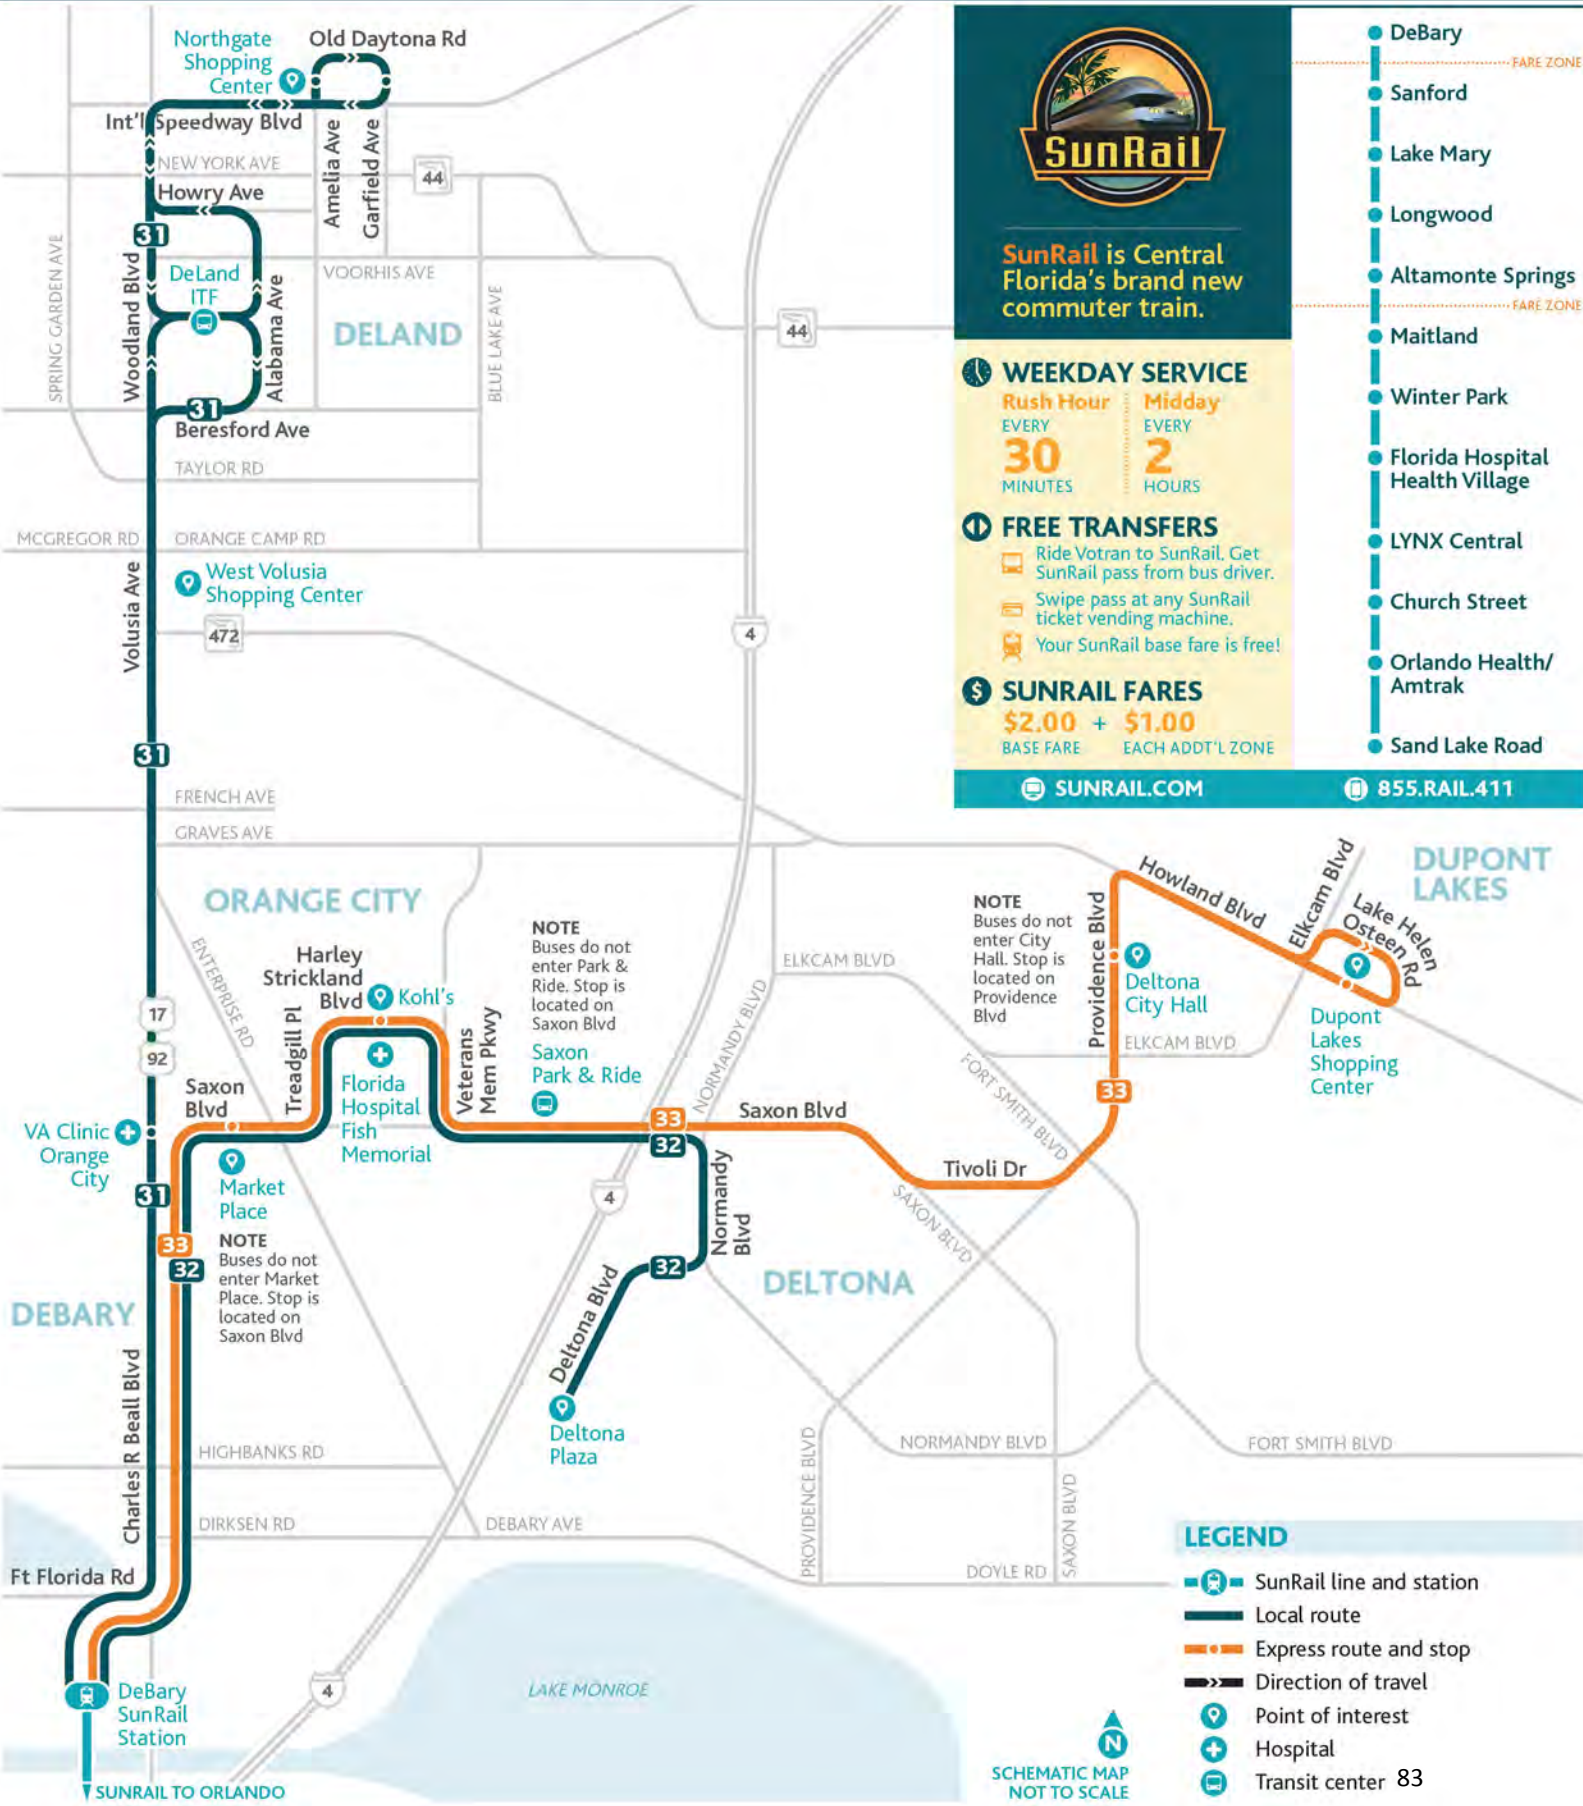 Northgate
Shopping
Center
Old Daytona Rd
Int'l Speedway Blvd
NEW YORK AVE
Howry Ave
Amelia Ave
Garfield Ave
44
31
SPRING GARDEN AVE
Woodland Blvd
DeLand
ITF
Alabama Ave
VOORHIS AVE
DELAND
BLUE LAKE AVE
44
31
Beresford Ave
TAYLOR RD
MCGREGOR RD
ORANGE CAMP RD
Volusia Ave
West Volusia
Shopping Center
472
4
31
FRENCH AVE
GRAVES AVE
SunRail
SunRail is Central
Florida's brand new
commuter train.
WEEKDAY SERVICE
Rush Hour
EVERY
30
MINUTES
Midday
EVERY
2
HOURS
FREE TRANSFERS
Ride Votran to SunRail. Get
SunRail pass from bus driver.
Swipe pass at any SunRail
ticket vending machine.
Your SunRail base fare is free!
SUNRAIL FARES
$2.00 + $1.00
BASE FARE
EACH ADDT'L ZONE
DeBary
FARE ZONE
Sanford
Lake Mary
Longwood
Altamonte Springs
FARE ZONE
Maitland
Winter Park
Florida Hospital
Health Village
LYNX Central
Church Street
Orlando Health/
Amtrak
Sand Lake Road
SUNRAIL.COM
855.RAIL.411
ORANGE CITY
ENTERPRISE RD
17
92
Harley
Strickland
Blvd
Kohl's
Treadgill Pl
Veterans
Mem Pkwy
Florida
Hospital
Fish
Memorial
NOTE
Buses do not
enter Park &
Ride. Stop is
located on
Saxon Blvd
Saxon
Park & Ride
NORMANDY BLVD
ELKCAM BLVD
NOTE
Buses do not
enter City
Hall. Stop is
located on
Providence
Blvd
Providence Blvd
Howland Blvd
Elkcam Blvd
Lake Helen
Osteen Rd
DUPONT
LAKES
Deltona
City Hall
ELKCAM BLVD
Dupont
Lakes
Shopping
Center
FORT SMITH BLVD
33
Saxon
Blvd
VA Clinic
Orange
City
31
Market
Place
33
32
NOTE
Buses do not
enter Market
Place. Stop is
located on
Saxon Blvd
33
32
Saxon Blvd
Tivoli Dr
SAXON BLVD
4
Normandy
Blvd
32
Deltona Blvd
Deltona
Plaza
DELTONA
DEBARY
Charles R Beall Blvd
HIGHBANKS RD
DIRKSEN RD
DEBARY AVE
PROVIDENCE BLVD
NORMANDY BLVD
SAXON BLVD
FORT SMITH BLVD
DOYLE RD
Ft Florida Rd
DeBary
SunRail
Station
4
LAKE MONROE
SUNRAIL TO ORLANDO
N
SCHEMATIC MAP
NOT TO SCALE
LEGEND
SunRail line and station
Local route
Express route and stop
Direction of travel
Point of interest
Hospital
Transit center
83